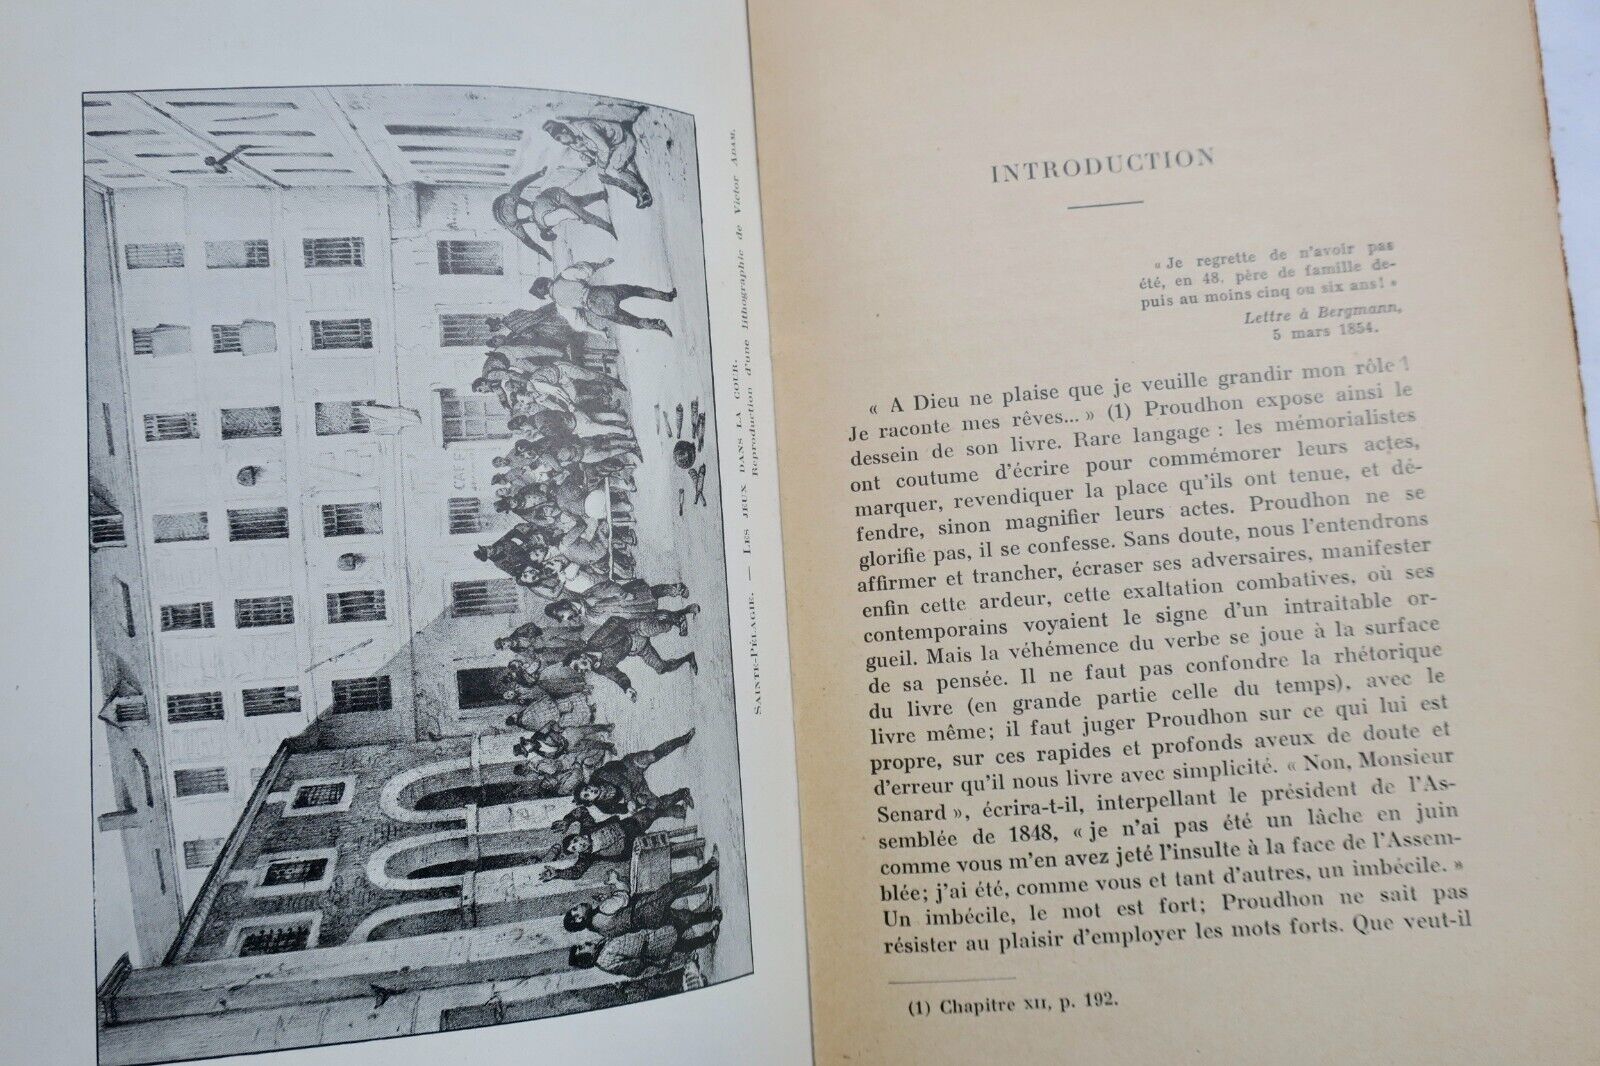 SAINTE-PÉLAGIE. — LES JEUX DANS LA COUR.
Reproduction d'une lithographie de Victor ADAM.
CAFÉ
INTRODUCTION
« Je regrette de n'avoir pas
été, en 48, père de famille de-
puis au moins cinq ou six ans! »
Lettre à Bergmann,
5 mars 1854.
« A Dieu ne plaise que je veuille grandir mon rôle !
Je raconte mes rêves... » (1) Proudhon expose ainsi le
dessein de son livre. Rare langage : les mémorialistes
ont coutume d'écrire pour commémorer leurs actes,
marquer, revendiquer la place qu'ils ont tenue, et dé-
fendre, sinon magnifier leurs actes. Proudhon ne se
glorifie pas, il se confesse. Sans doute, nous l'entendrons
affirmer et trancher, écraser ses adversaires, manifester
enfin cette ardeur, cette exaltation combatives, où ses
contemporains voyaient le signe d'un intraitable or-
gueil. Mais la véhémence du verbe se joue à la surface
de sa pensée. Il ne faut pas confondre la rhétorique
du livre (en grande partie celle du temps), avec le
livre même; il faut juger Proudhon sur ce qui lui est
propre, sur ces rapides et profonds aveux de doute et
d'erreur qu'il nous livre avec simplicité. « Non, Monsieur
Senard », écrira-t-il, interpellant le président de l'As-
semblée de 1848, « je n'ai pas été un lâche en juin
comme vous m'en avez jeté l'insulte à la face de l'Assem-
blée; j'ai été, comme vous et tant d'autres, un imbécile. »
Un imbécile, le mot est fort; Proudhon ne sait pas
résister au plaisir d'employer les mots forts. Que veut-il
(1) Chapitre XII, p. 192.